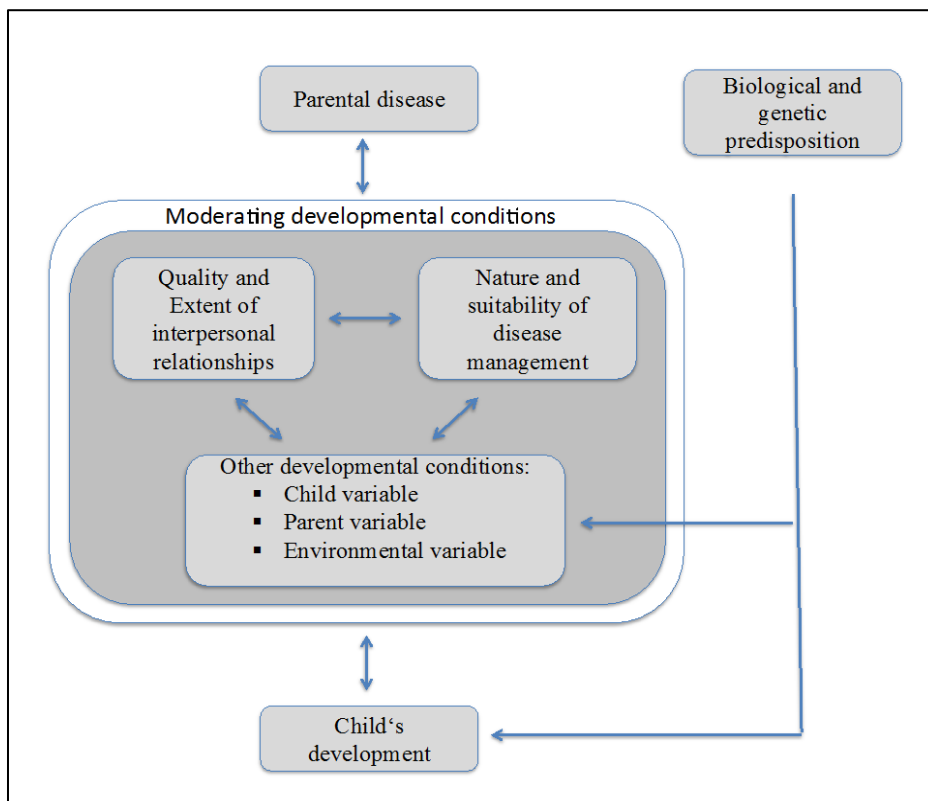 Parental disease
Biological and
genetic
predisposition
Moderating developmental conditions
Quality and
Extent of
interpersonal
relationships
Nature and
suitability of
disease
management
Other developmental conditions:
▪ Child variable
▪ Parent variable
▪ Environmental variable
Child‘s
development